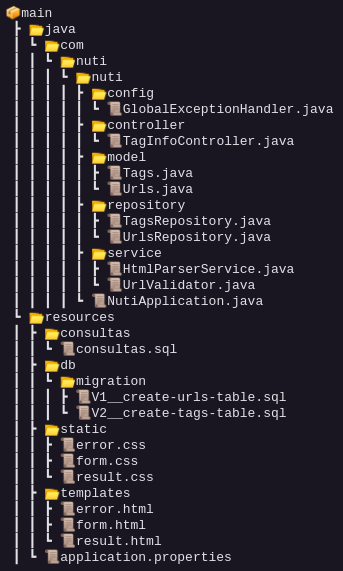 main
java
com
nuti
nuti
config
GlobalExceptionHandler.java
controller
TagInfoController.java
model
Tags.java
Urls.java
repository
TagsRepository.java
UrlsRepository.java
service
HtmlParserService.java
UrlValidator.java
NutiApplication.java
resources
consultas
consultas.sql
db
migration
V1__create-urls-table.sql
V2__create-tags-table.sql
static
error.css
form.css
result.css
templates
error.html
form.html
result.html
application.properties